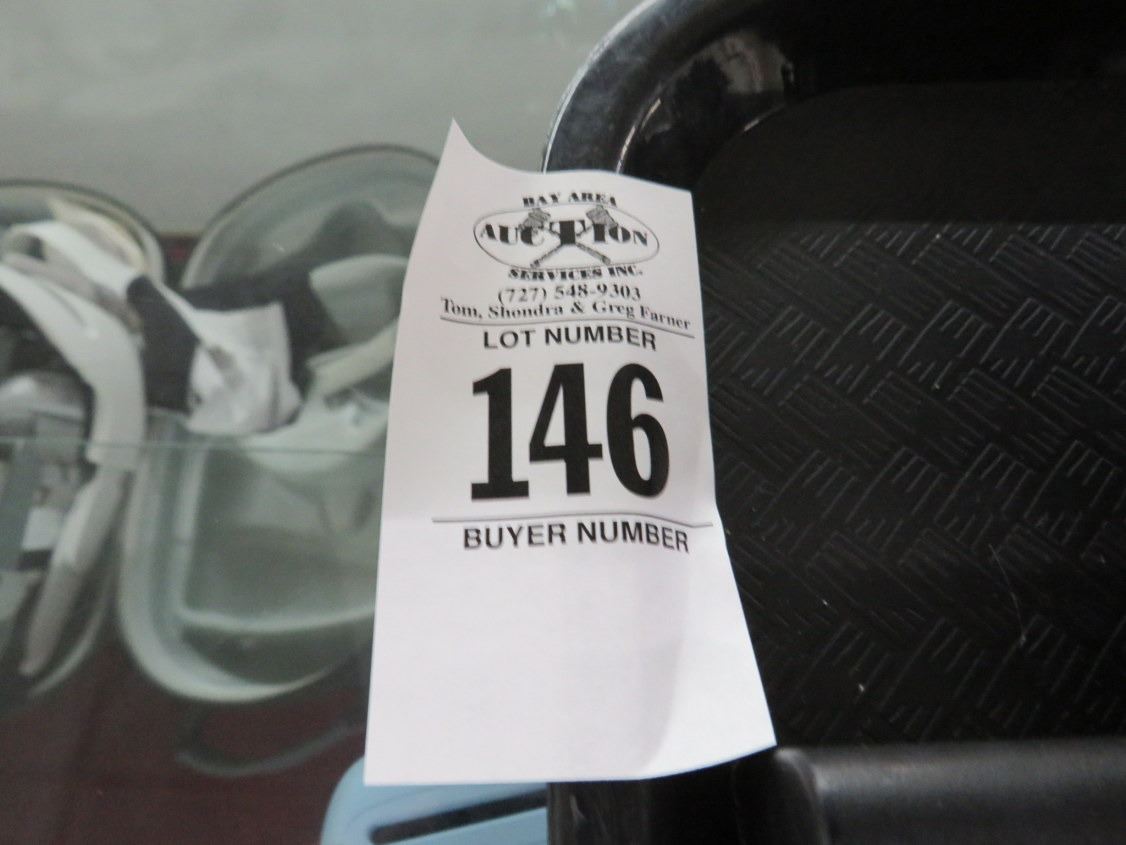 BAY AREA
AUCTION
SERVICES INC.
(727) 548-9303
Tom, Shondra & Greg Farner
LOT NUMBER
146
BUYER NUMBER